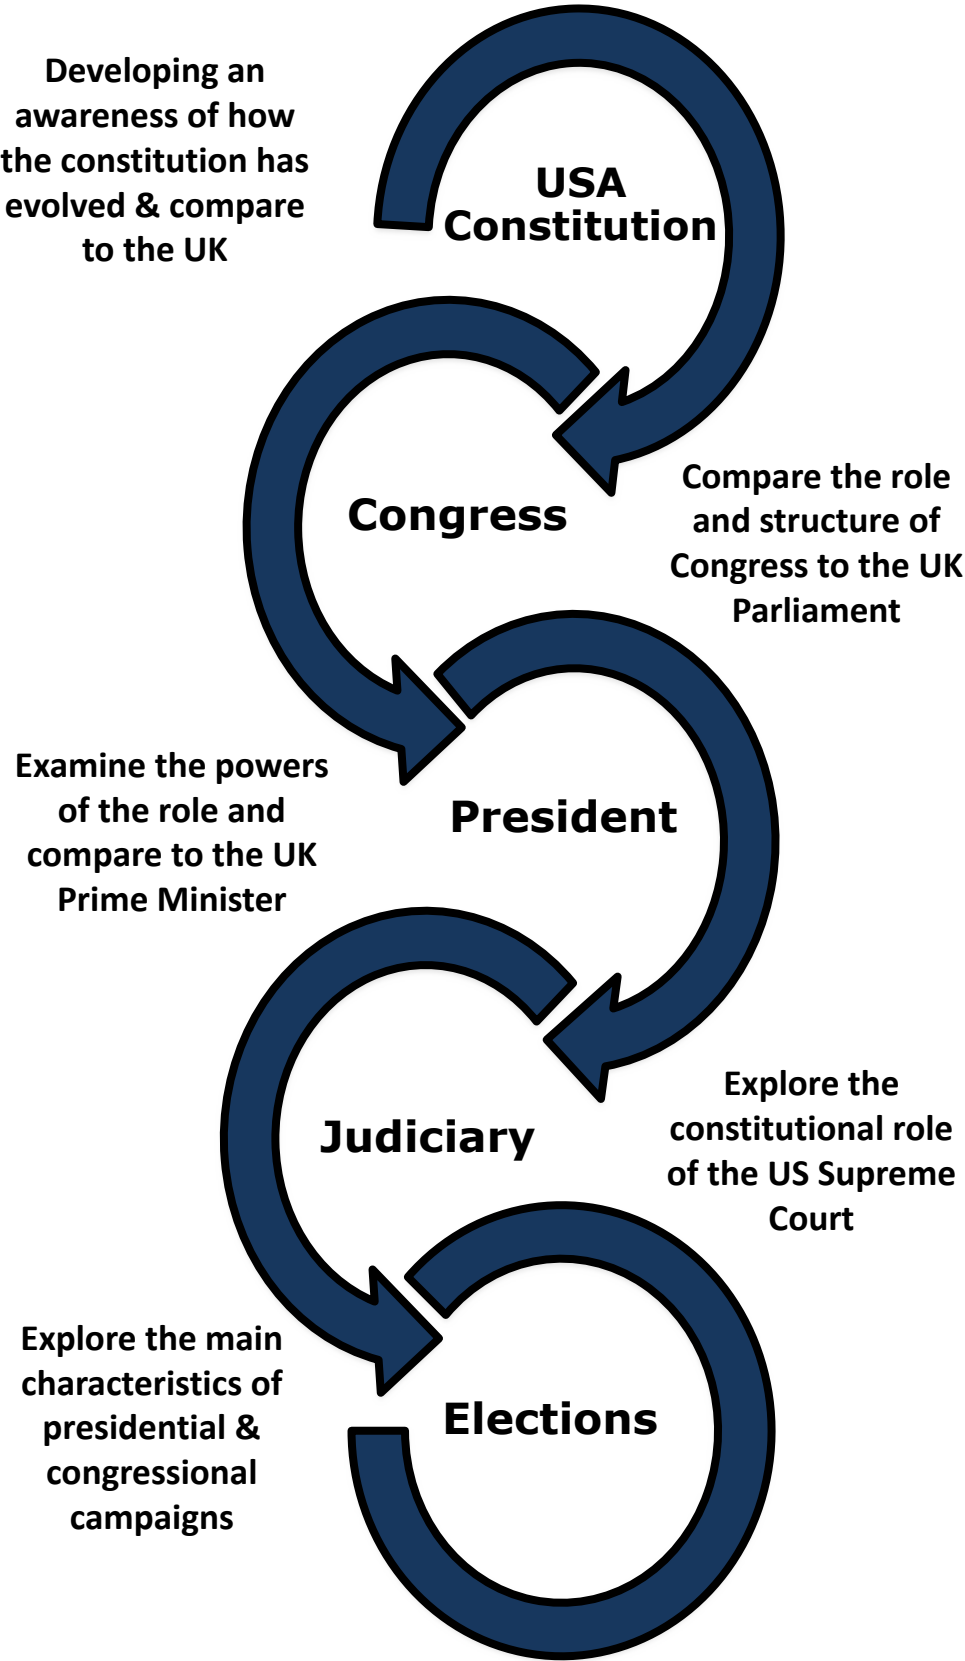 Developing an
awareness of how
the constitution has
evolved & compare
to the UK
USA
Constitution
Congress
Compare the role
and structure of
Congress to the UK
Parliament
Examine the powers
of the role and
compare to the UK
Prime Minister
President
Judiciary
Explore the
constitutional role
of the US Supreme
Court
Explore the main
characteristics of
presidential &
congressional
campaigns
Elections